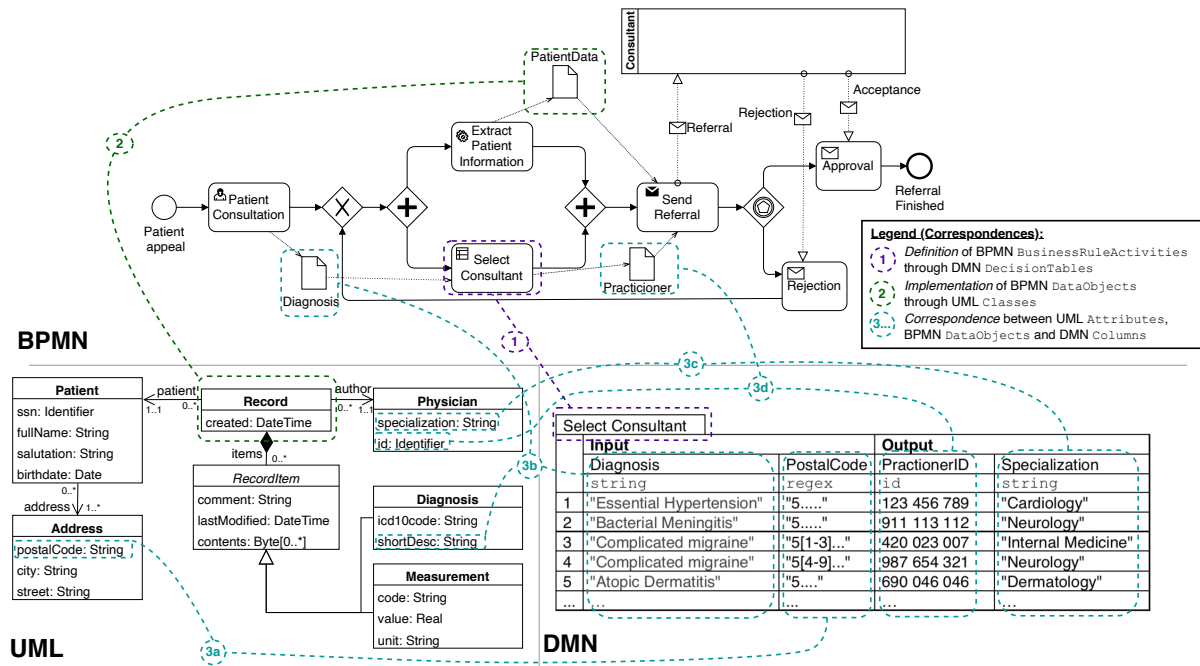 PatientData
Consultant
Acceptance
Rejection
Referral
2
Extract
Patient
Information
Approval
Patient
Consultation
Send
Referral
Referral
Finished
Patient
appeal
Select
Consultant
Diagnosis
Practicioner
Rejection
Legend (Correspondences):
1 Definition of BPMN BusinessRuleActivities
through DMN DecisionTables
2 Implementation of BPMN DataObjects
through UML Classes
3... Correspondence between UML Attributes,
BPMN DataObjects and DMN Columns
BPMN
1
3c
3d
3b
3a
Patient
ssn: Identifier
fullName: String
salutation: String
birthdate: Date
patient
1..1
0..*
Record
created: DateTime
author
0..*
1..1
Physician
specialization: String
id: Identifier
items
0..*
RecordItem
comment: String
lastModified: DateTime
contents: Byte[0..*]
Diagnosis
icd10code: String
shortDesc: String
0..*
address
1..*
Address
postalCode: String
city: String
street: String
Measurement
code: String
value: Real
unit: String
UML
Select Consultant
Input Output
Diagnosis PostalCode PractionerID Specialization
string regex id string
1 "Essential Hypertension" "5....." 123 456 789 "Cardiology"
2 "Bacterial Meningitis" "5....." 911 113 112 "Neurology"
3 "Complicated migraine" "5[1-3]..." 420 023 007 "Internal Medicine"
4 "Complicated migraine" "5[4-9]..." 987 654 321 "Neurology"
5 "Atopic Dermatitis" "5...." 690 046 046 "Dermatology"
... ... ... ... ...
DMN